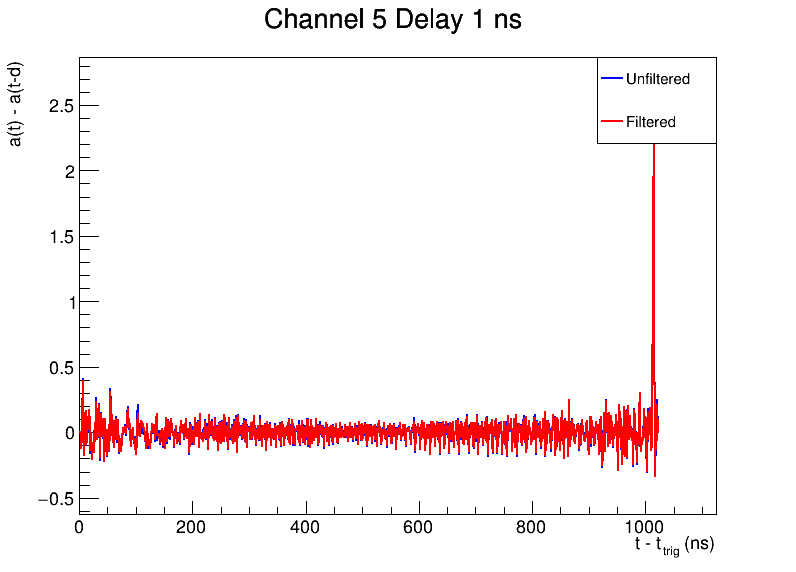 Channel 5 Delay 1 ns
a(t) - a(t-d)
Unfiltered
Filtered
2.5
2
1.5
1
0.5
0
−0.5
0 200 400 600 800 1000
t - t_trig (ns)